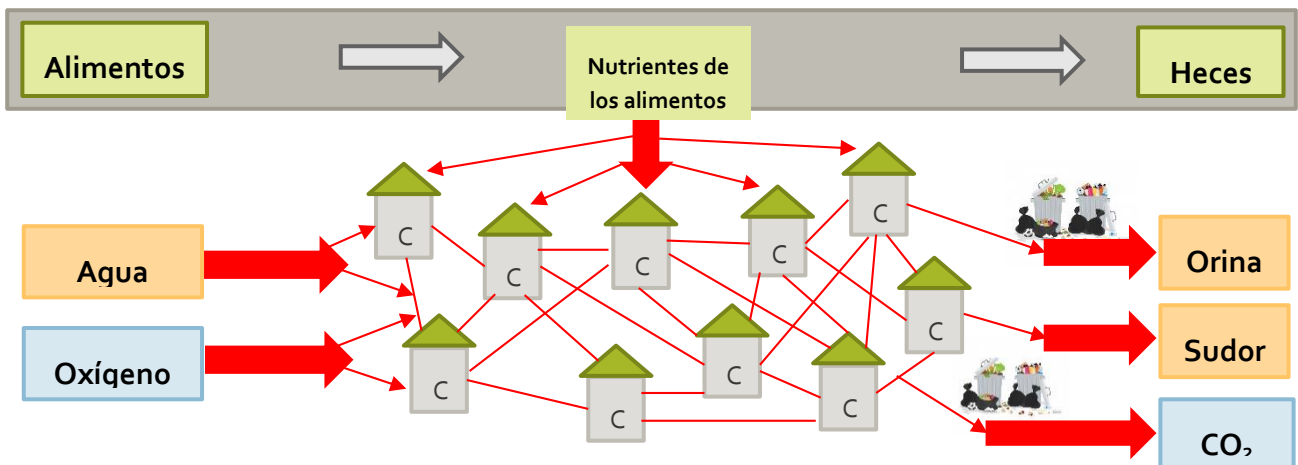 Alimentos
Nutrientes de
los alimentos
Heces
C
C
C
C
C
Agua
Orina
C
C
C
C
C
Oxígeno
Sudor
CO₂